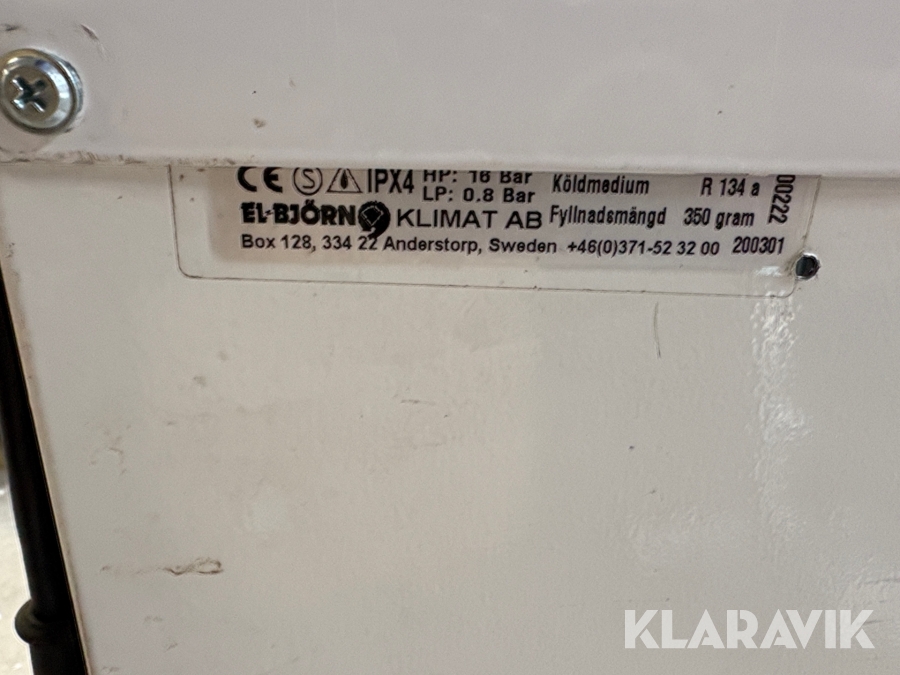 CE S IPX4 HP: 16 Bar
LP: 0.8 Bar
Köldmedium R 134 a
EL-BJÖRN KLIMAT AB Fyllnadsmängd 350 gram
Box 128, 334 22 Anderstorp, Sweden +46(0)371-52 32 00 200301
00222
KLARAVIK